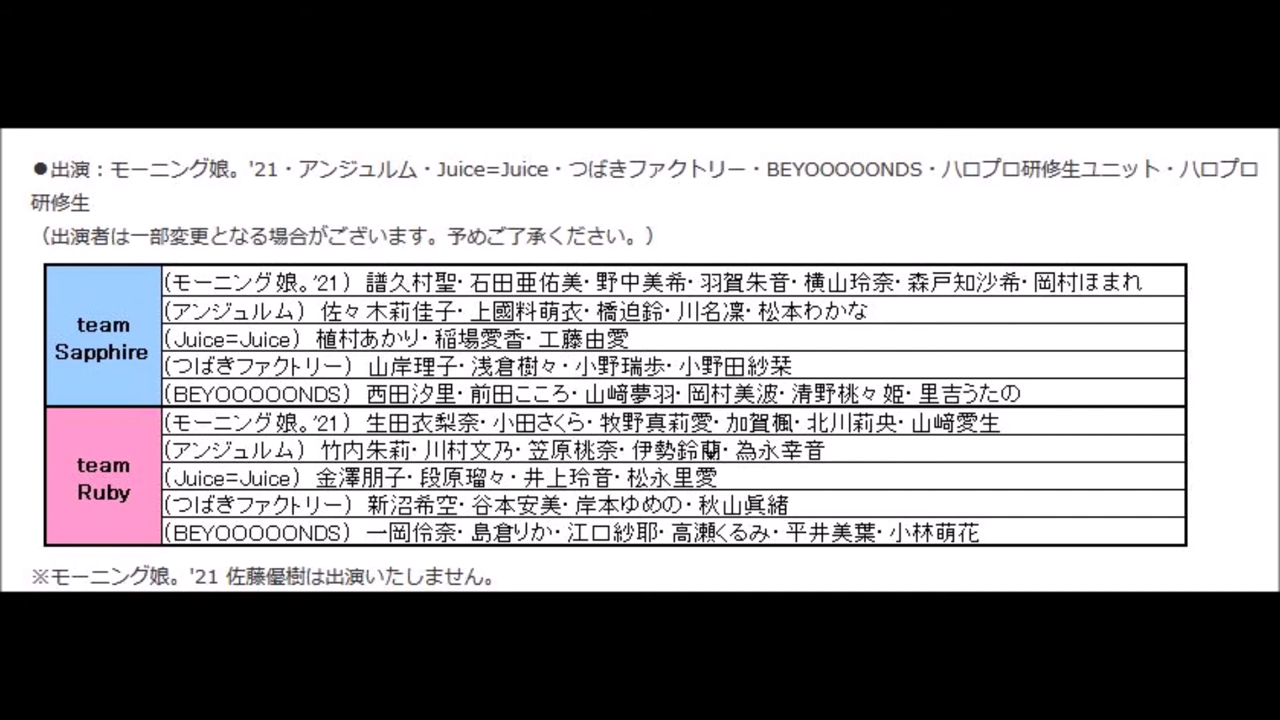 ●出演：モーニング娘。'21・アンジュルム・Juice=Juice・つばきファクトリー・BEYOOOOONDS・ハロプロ研修生ユニット・ハロプロ
研修生
（出演者は一部変更となる場合がございます。予めご了承ください。）
team
Sapphire
(モーニング娘。'21） 譜久村聖・石田亜佑美・野中美希・羽賀朱音・横山玲奈・森戸知沙希・岡村ほまれ
(アンジュルム） 佐々木莉佳子・上國料萌衣・橋迫鈴・川名凜・松本わかな
(Juice=Juice） 植村あかり・稲場愛香・工藤由愛
(つばきファクトリー） 山岸理子・浅倉樹々・小野瑞歩・小野田紗栞
(BEYOOOOONDS） 西田汐里・前田こころ・山﨑夢羽・岡村美波・清野桃々姫・里吉うたの
team
Ruby
(モーニング娘。'21） 生田衣梨奈・小田さくら・牧野真莉愛・加賀楓・北川莉央・山﨑愛生
(アンジュルム） 竹内朱莉・川村文乃・笠原桃奈・伊勢鈴蘭・為永幸音
(Juice=Juice） 金澤朋子・段原瑠々・井上玲音・松永里愛
(つばきファクトリー） 新沼希空・谷本安美・岸本ゆめの・秋山眞緒
(BEYOOOOONDS） 一岡伶奈・島倉りか・江口紗耶・高瀬くるみ・平井美葉・小林萌花
※モーニング娘。'21 佐藤優樹は出演いたしません。